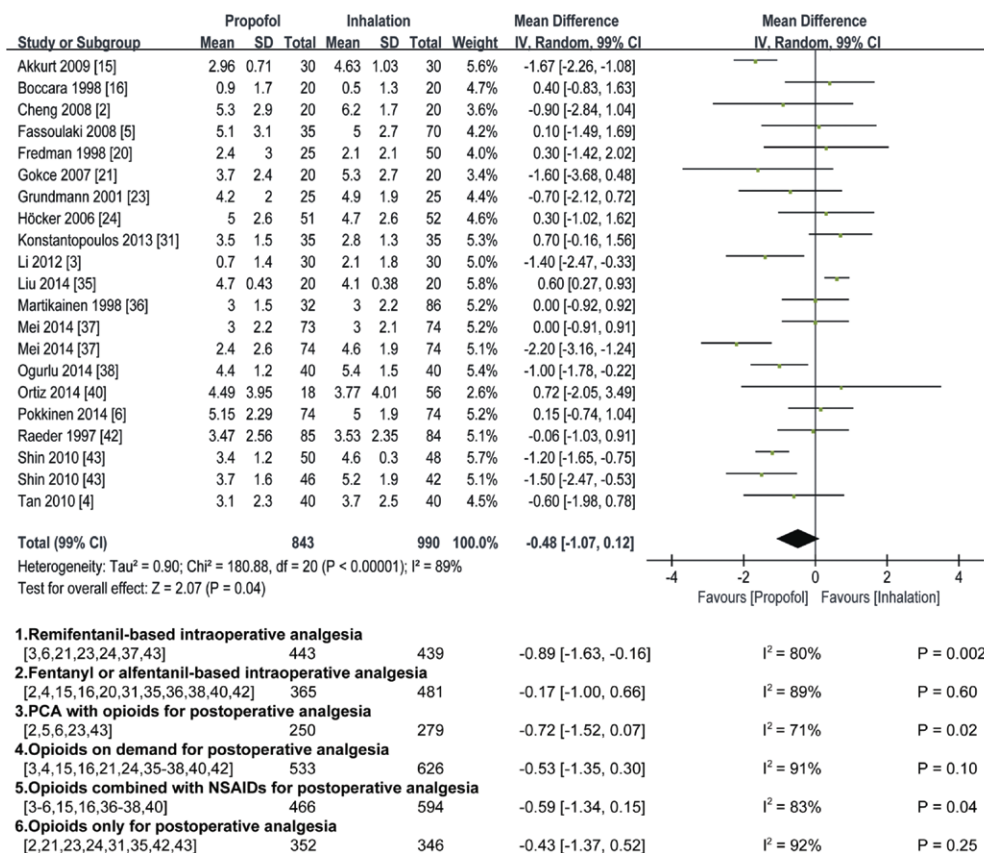 Propofol Inhalation Mean Difference Mean Difference
Study or Subgroup Mean SD Total Mean SD Total Weight IV, Random, 99% CI IV, Random, 99% CI
Akkurt 2009 [15] 2.96 0.71 30 4.63 1.03 30 5.6% -1.67 [-2.26, -1.08]
Boccara 1998 [16] 0.9 1.7 20 0.5 1.3 20 4.7% 0.40 [-0.83, 1.63]
Cheng 2008 [2] 5.3 2.9 20 6.2 1.7 20 3.8% -0.90 [-2.84, 1.04]
Fassoulaki 2008 [5] 5.1 3.1 35 5 2.7 70 4.2% 0.10 [-1.49, 1.69]
Fredman 1998 [20] 2.4 3 25 2.1 2.1 50 4.0% 0.30 [-1.42, 2.02]
Gokce 2007 [21] 3.7 2.4 20 5.3 2.7 20 3.6% -1.60 [-3.68, 0.48]
Grundmann 2001 [23] 4.2 2 25 4.9 1.9 25 4.4% -0.70 [-2.12, 0.72]
Höcker 2006 [24] 5 2.6 51 4.7 2.6 52 4.6% 0.30 [-1.02, 1.62]
Konstantopoulos 2013 [31] 3.5 1.5 35 2.8 1.3 35 5.3% 0.70 [-0.16, 1.56]
Li 2012 [3] 0.7 1.4 30 2.1 1.8 30 5.0% -1.40 [-2.47, -0.33]
Liu 2014 [35] 4.7 0.43 20 4.1 0.38 20 5.8% 0.60 [0.27, 0.93]
Martikainen 1998 [36] 3 1.5 32 3 2.2 86 5.2% 0.00 [-0.92, 0.92]
Mei 2014 [37] 3 2.2 73 3 2.1 74 5.2% 0.00 [-0.91, 0.91]
Mei 2014 [37] 2.4 2.6 74 4.6 1.9 74 5.1% -2.20 [-3.16, -1.24]
Ogurlu 2014 [38] 4.4 1.2 40 5.4 1.5 40 5.4% -1.00 [-1.78, -0.22]
Ortiz 2014 [40] 4.49 3.95 18 3.77 4.01 56 2.7% 0.72 [-2.05, 3.49]
Pokkinen 2014 [6] 5.15 2.29 74 5 1.9 74 5.2% 0.15 [-0.74, 1.04]
Raeder 1997 [42] 3.47 2.56 85 3.53 2.35 84 5.1% -0.06 [-1.03, 0.91]
Shin 2010 [43] 3.4 1.2 50 4.6 0.3 48 5.7% -1.20 [-1.65, -0.75]
Shin 2010 [43] 3.7 1.6 46 5.2 1.9 42 5.1% -1.50 [-2.47, -0.53]
Tan 2010 [4] 3.1 2.3 40 3.7 2.5 40 4.5% -0.60 [-1.98, 0.78]
Total (99% CI) 843 990 100.0% -0.48 [-1.07, 0.12]
Heterogeneity: Tau² = 0.90; Chi² = 180.88, df = 20 (P < 0.00001); I² = 89%
Test for overall effect: Z = 2.07 (P = 0.04)
-4 -2 0 2 4
Favours [Propofol] Favours [Inhalation]
1.Remifentanil-based intraoperative analgesia
[3,6,21,23,24,37,43] 443 439 -0.89 [-1.63, -0.16] I² = 80% P = 0.002
2.Fentanyl or alfentanil-based intraoperative analgesia
[2,4,15,16,20,31,35,36,38,40,42] 365 481 -0.17 [-1.00, 0.66] I² = 89% P = 0.60
3.PCA with opioids for postoperative analgesia
[2,5,6,23,43] 250 279 -0.72 [-1.52, 0.07] I² = 71% P = 0.02
4.Opioids on demand for postoperative analgesia
[3,4,15,16,21,24,35-38,40,42] 533 626 -0.53 [-1.35, 0.30] I² = 91% P = 0.10
5.Opioids combined with NSAIDs for postoperative analgesia
[3-6,15,16,36-38,40] 466 594 -0.59 [-1.34, 0.15] I² = 83% P = 0.04
6.Opioids only for postoperative analgesia
[2,21,23,24,31,35,42,43] 352 346 -0.43 [-1.37, 0.52] I² = 92% P = 0.25